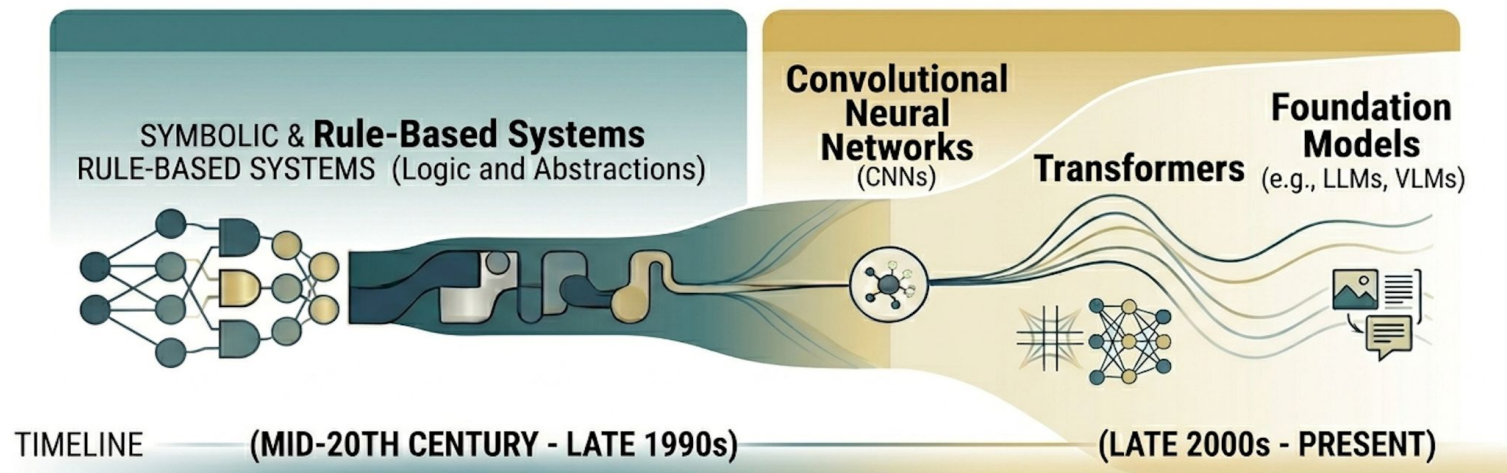 SYMBOLIC & Rule-Based Systems
RULE-BASED SYSTEMS (Logic and Abstractions)
Convolutional
Neural
Networks
(CNNs)
Transformers
Foundation
Models
(e.g., LLMs, VLMs)
TIMELINE (MID-20TH CENTURY - LATE 1990s) (LATE 2000s - PRESENT)